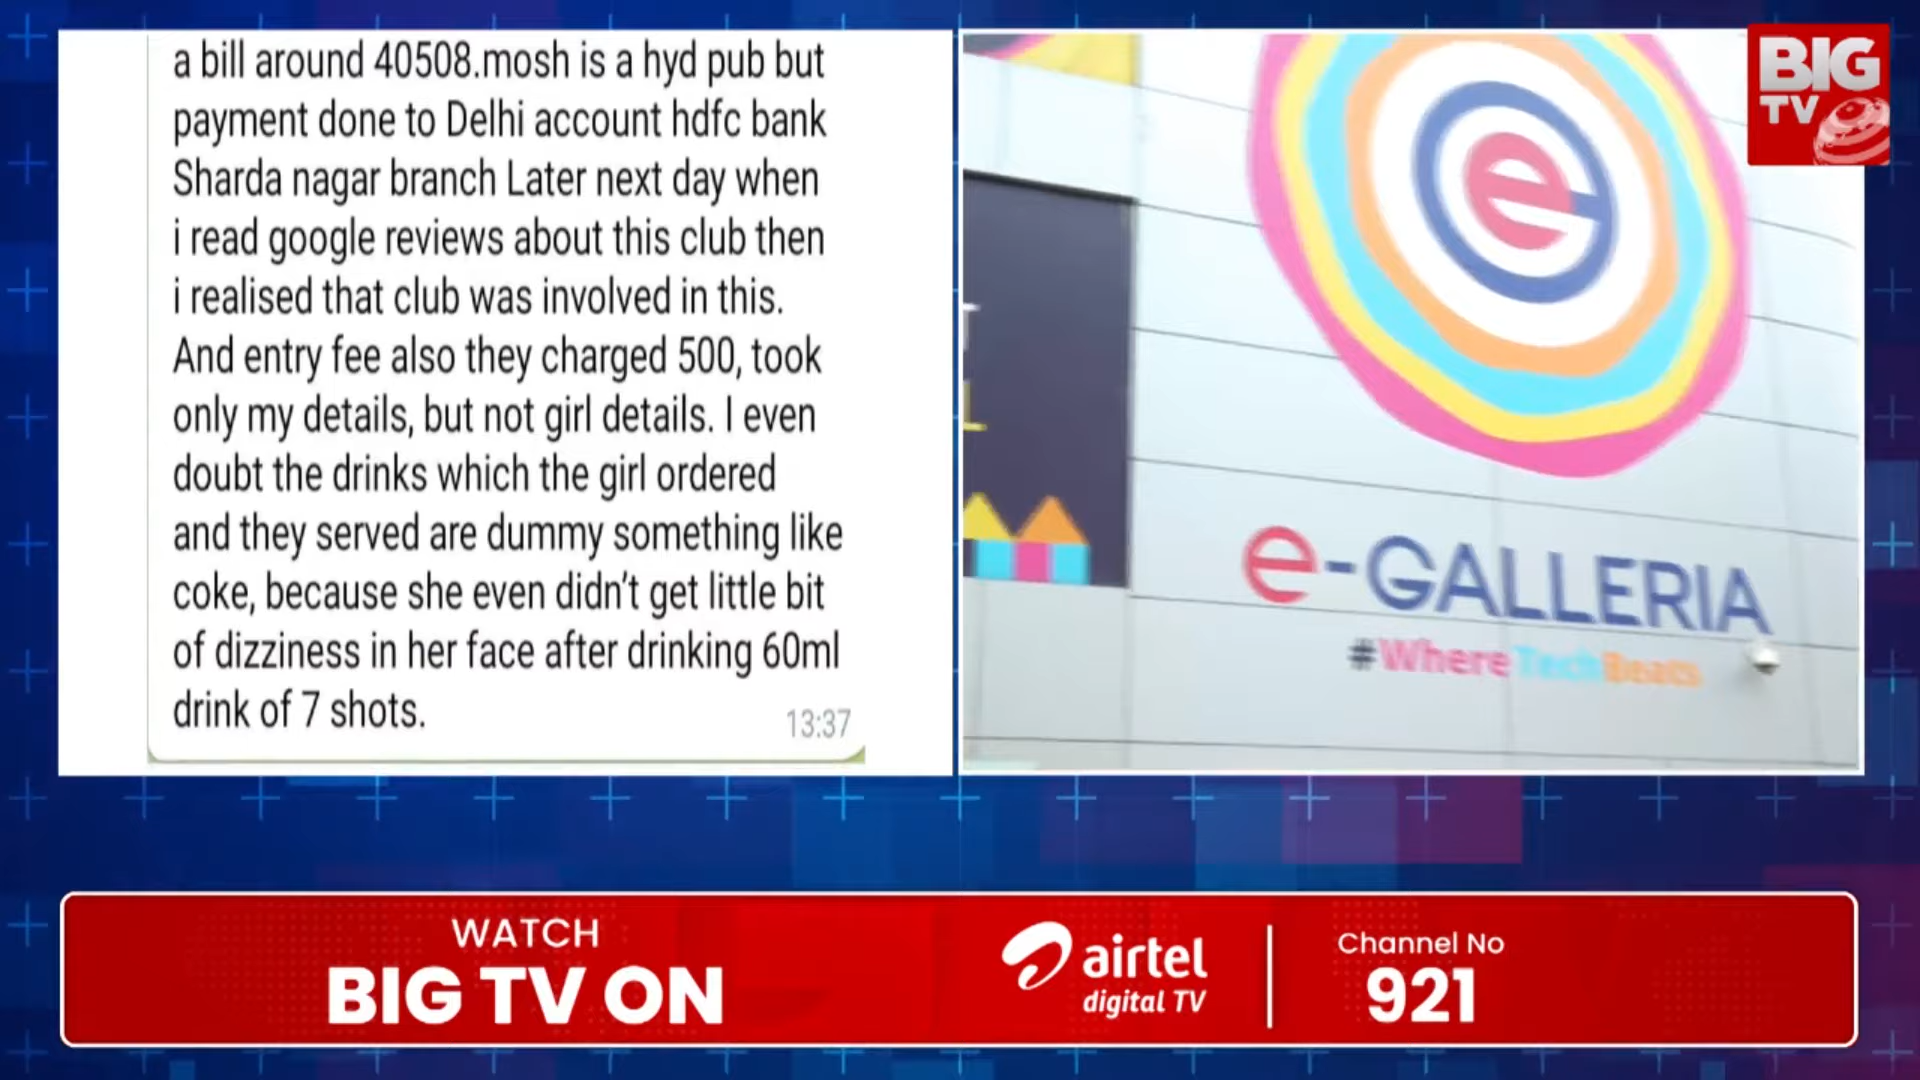 a bill around 40508.mosh is a hyd pub but
payment done to Delhi account hdfc bank
Sharda nagar branch Later next day when
i read google reviews about this club then
i realised that club was involved in this.
And entry fee also they charged 500, took
only my details, but not girl details. I even
doubt the drinks which the girl ordered
and they served are dummy something like
coke, because she even didn't get little bit
of dizziness in her face after drinking 60ml
drink of 7 shots.
13:37
BIG
TV
e
e-GALLERIA
#WhereTechBeats
WATCH
BIG TV ON
airtel
digital TV
Channel No
921